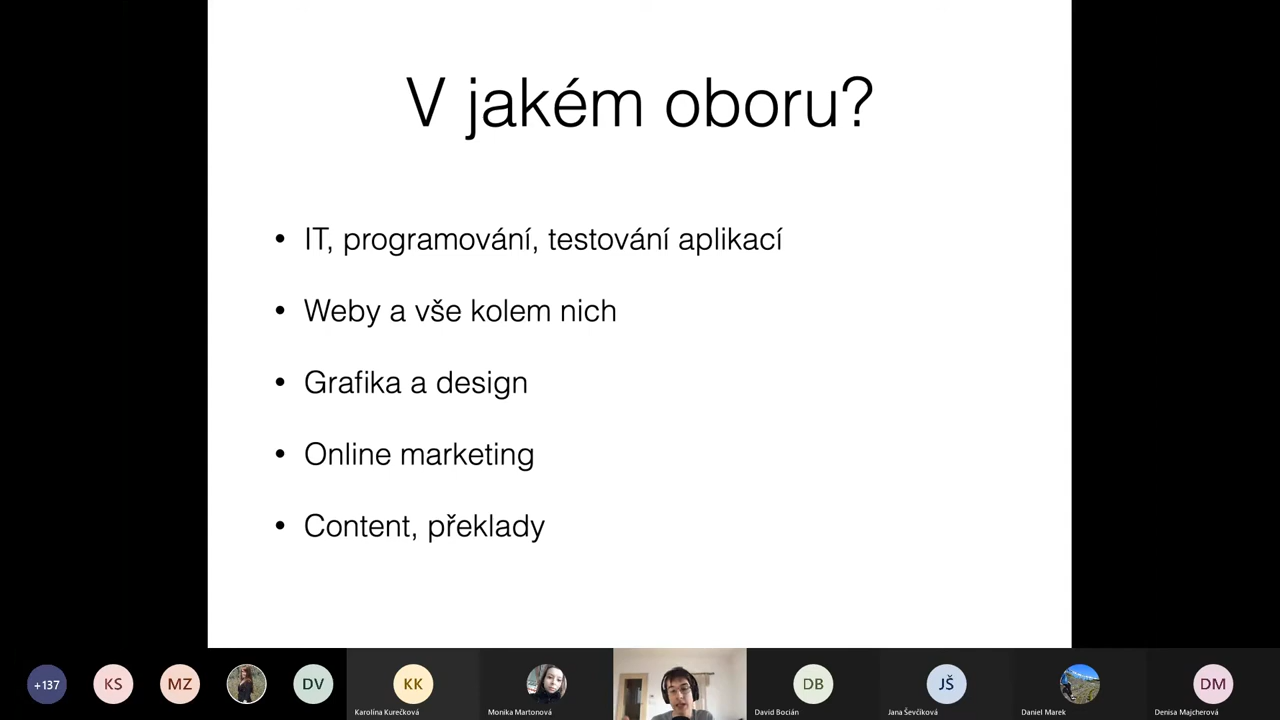 V jakém oboru?
• IT, programování, testování aplikací
• Weby a vše kolem nich
• Grafika a design
• Online marketing
• Content, překlady
+137
KS
MZ
DV
KK
Karolína Kurečková
Monika Martonová
DB
David Bocián
JŠ
Jana Ševčíková
Daniel Marek
DM
Denisa Majcherová